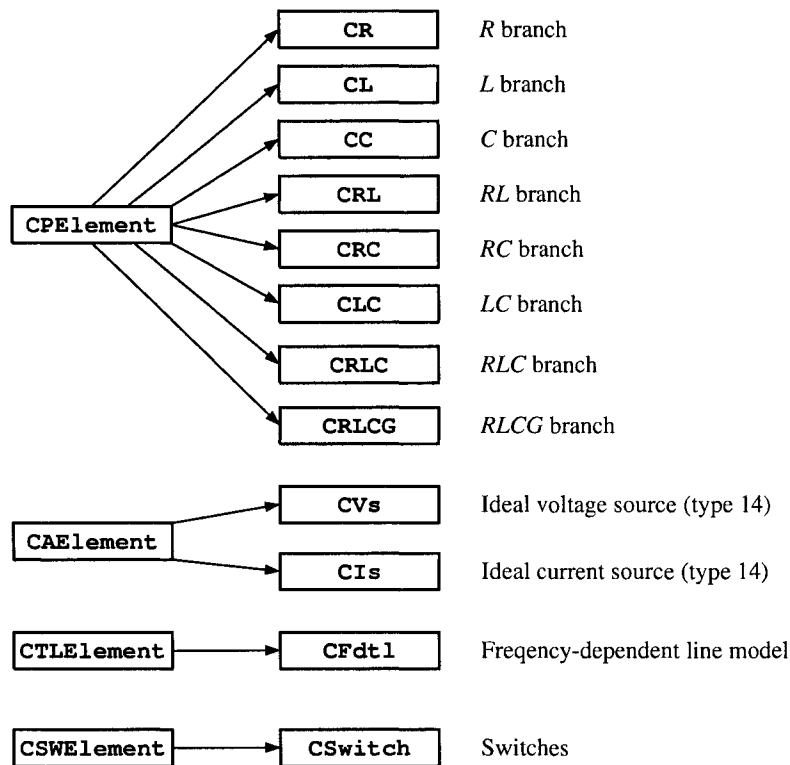 CR R branch
CL L branch
CC C branch
CRL RL branch
CPElement
CRC RC branch
CLC LC branch
CRLC RLC branch
CRLCG RLCG branch
CVs Ideal voltage source (type 14)
CAElement
CIs Ideal current source (type 14)
CTLElement CFdtl Freqency-dependent line model
CSWElement CSwitch Switches